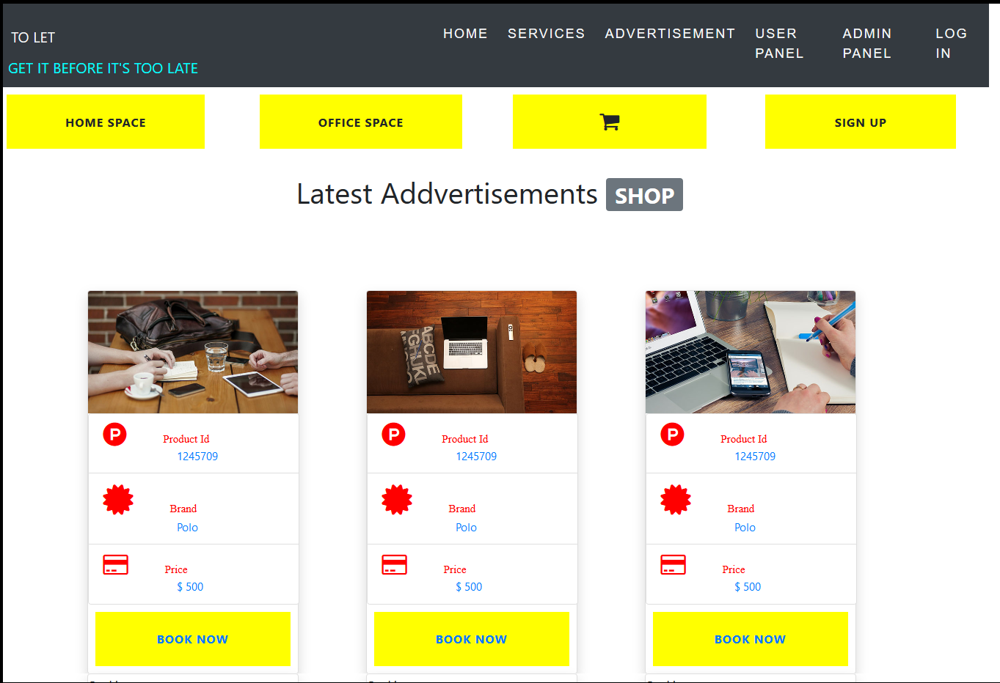 TO LET
GET IT BEFORE IT'S TOO LATE
HOME SERVICES ADVERTISEMENT USER PANEL ADMIN PANEL LOG IN
HOME SPACE OFFICE SPACE SIGN UP
Latest Addvertisements SHOP
ABCDE
P Product Id
1245709
Brand
Polo
Price
$ 500
BOOK NOW
P Product Id
1245709
Brand
Polo
Price
$ 500
BOOK NOW
P Product Id
1245709
Brand
Polo
Price
$ 500
BOOK NOW